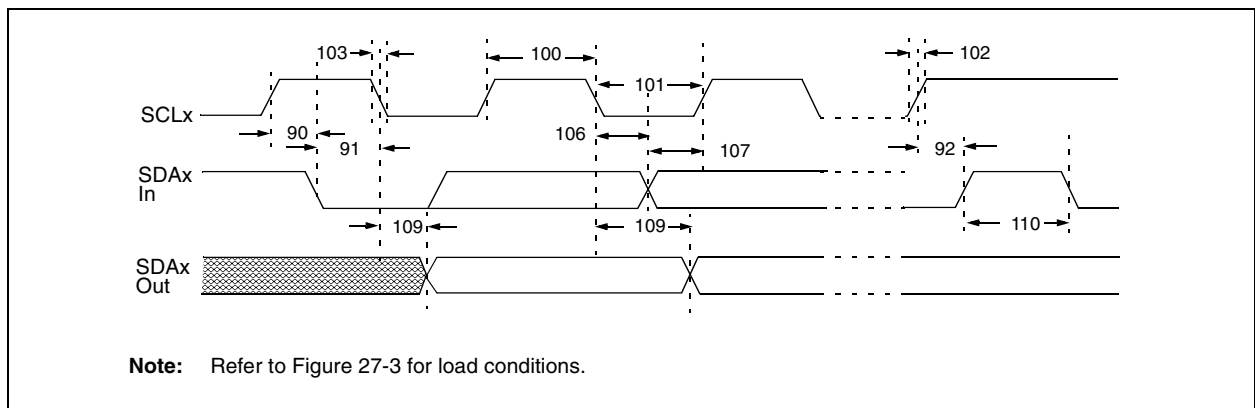 103
100
101
102
SCLx
90
91
106
107
92
SDAx
In
109
109
110
SDAx
Out
Note: Refer to Figure 27-3 for load conditions.